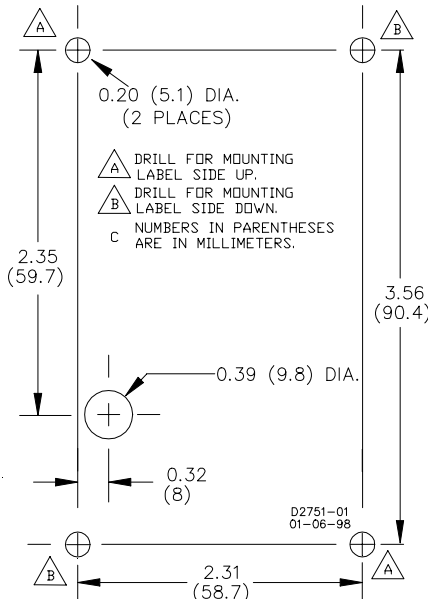 A
B
0.20 (5.1) DIA.
(2 PLACES)
A DRILL FOR MOUNTING
LABEL SIDE UP.
B DRILL FOR MOUNTING
LABEL SIDE DOWN.
C NUMBERS IN PARENTHESES
ARE IN MILLIMETERS.
2.35
(59.7)
3.56
(90.4)
0.39 (9.8) DIA.
0.32
(8)
D2751-01
01-06-98
B
2.31
(58.7)
A